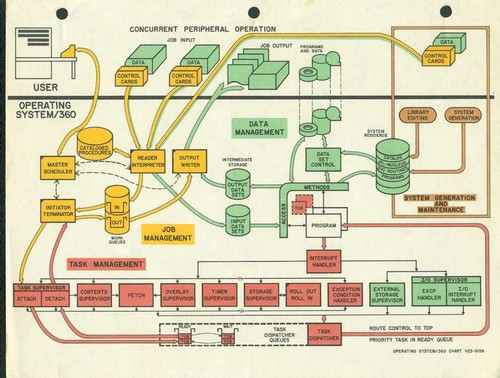 CONCURRENT PERIPHERAL OPERATION
JOB INPUT
JOB OUTPUT
PROGRAMS
AND DATA
DATA
CONTROL
CARDS
DATA
CONTROL
CARDS
DATA
CONTROL
CARDS
USER
OPERATING
SYSTEM/360
DATA
MANAGEMENT
LIBRARY
EDITING
SYSTEM
GENERATION
CATALOGED
PROCEDURES
MASTER
SCHEDULER
READER
INTERPRETER
OUTPUT
WRITER
INTERMEDIATE
STORAGE
DATA
SET
CONTROL
SYSTEM
RESIDENCE
CATALOG
ROUTINES
PROGRAMS
OUTPUT
DATA
SETS
INPUT
DATA
SETS
METHODS
ACCESS
SYSTEM GENERATION
AND
MAINTENANCE
INITIATOR
TERMINATOR
IN
OUT
WORK
QUEUES
JOB
MANAGEMENT
TCB
PROGRAM
TASK MANAGEMENT
INTERRUPT
HANDLER
TASK SUPERVISOR
ATTACH
DETACH
CONTENTS
SUPERVISOR
FETCH
OVERLAY
SUPERVISOR
TIMER
SUPERVISOR
STORAGE
SUPERVISOR
ROLL OUT
ROLL IN
EXCEPTION
CONDITION
HANDLER
EXTERNAL
STORAGE
SUPERVISOR
I/O SUPERVISOR
EXCP
HANDLER
I/O
INTERRUPT
HANDLER
READY
WAIT
TASK
DISPATCHER
QUEUES
TASK
DISPATCHER
ROUTE CONTROL TO TOP
PRIORITY TASK IN READY QUEUE
OPERATING SYSTEM/360 CHART